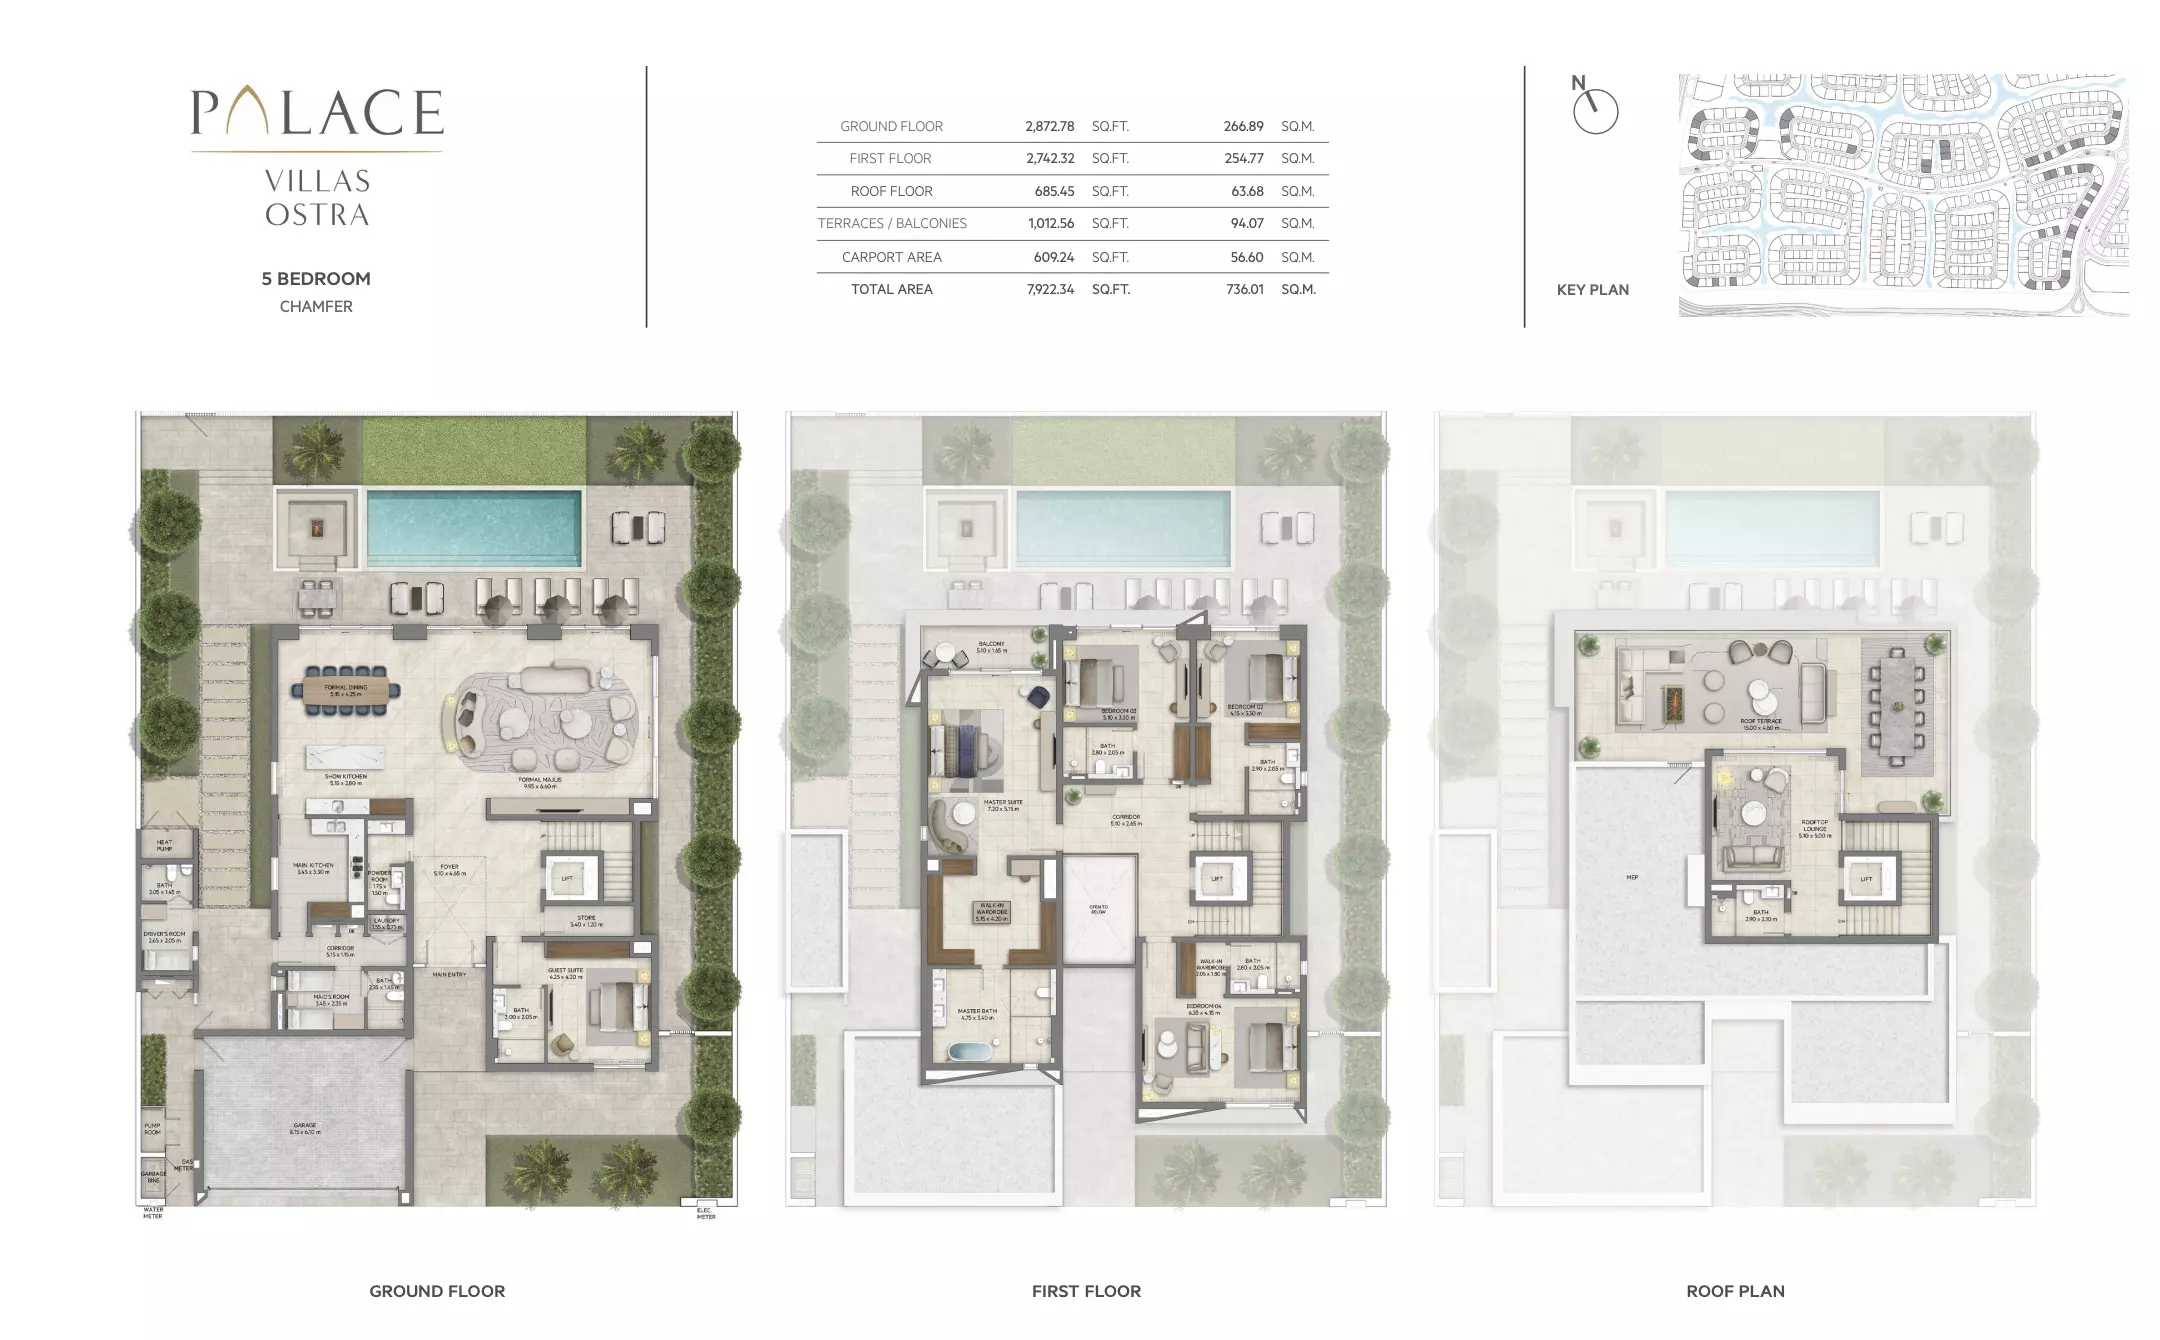 PALACE
VILLAS
OSTRA
5 BEDROOM
CHAMFER
GROUND FLOOR 2,872.78 SQ.FT. 266.89 SQ.M.
FIRST FLOOR 2,742.32 SQ.FT. 254.77 SQ.M.
ROOF FLOOR 685.45 SQ.FT. 63.68 SQ.M.
TERRACES / BALCONIES 1,012.56 SQ.FT. 94.07 SQ.M.
CARPORT AREA 609.24 SQ.FT. 56.60 SQ.M.
TOTAL AREA 7,922.34 SQ.FT. 736.01 SQ.M.
N
KEY PLAN
FORMAL DINING
5.15 x 4.25 m
SHOW KITCHEN
5.15 x 2.80 m
FORMAL MAJLIS
9.95 x 6.60 m
HEAT
PUMP
BATH
2.05 x 1.45 m
DRIVER'S ROOM
2.65 x 2.05 m
MAIN KITCHEN
3.45 x 3.30 m
POWDER
ROOM
1.75 x
1.50 m
LAUNDRY
1.55 x 0.75 m
DB
CORRIDOR
5.15 x 1.15 m
MAID'S ROOM
3.45 x 2.35 m
BATH
2.35 x 1.45 m
FOYER
5.10 x 4.65 m
LIFT
STORE
3.40 x 1.20 m
MAIN ENTRY
GUEST SUITE
4.25 x 4.20 m
BATH
3.00 x 2.05 m
GARAGE
8.15 x 6.10 m
PUMP
ROOM
GAS
METER
GARBAGE
BINS
WATER
METER
ELEC.
METER
GROUND FLOOR
BALCONY
5.10 x 1.65 m
BEDROOM 03
5.10 x 3.30 m
BEDROOM 02
4.15 x 3.30 m
BATH
2.80 x 2.05 m
BATH
2.90 x 2.05 m
DB
MASTER SUITE
7.20 x 5.15 m
CORRIDOR
5.10 x 2.65 m
LIFT
WALK-IN
WARDROBE
5.15 x 4.20 m
OPEN TO
BELOW
DN
MASTER BATH
4.75 x 3.40 m
WALK-IN
WARDROBE
2.05 x 1.80 m
BATH
2.80 x 2.05 m
BEDROOM 04
6.35 x 4.15 m
FIRST FLOOR
ROOF TERRACE
15.00 x 4.60 m
ROOFTOP
LOUNGE
5.10 x 5.00 m
MEP
LIFT
DB
BATH
2.90 x 2.10 m
DN
ROOF PLAN